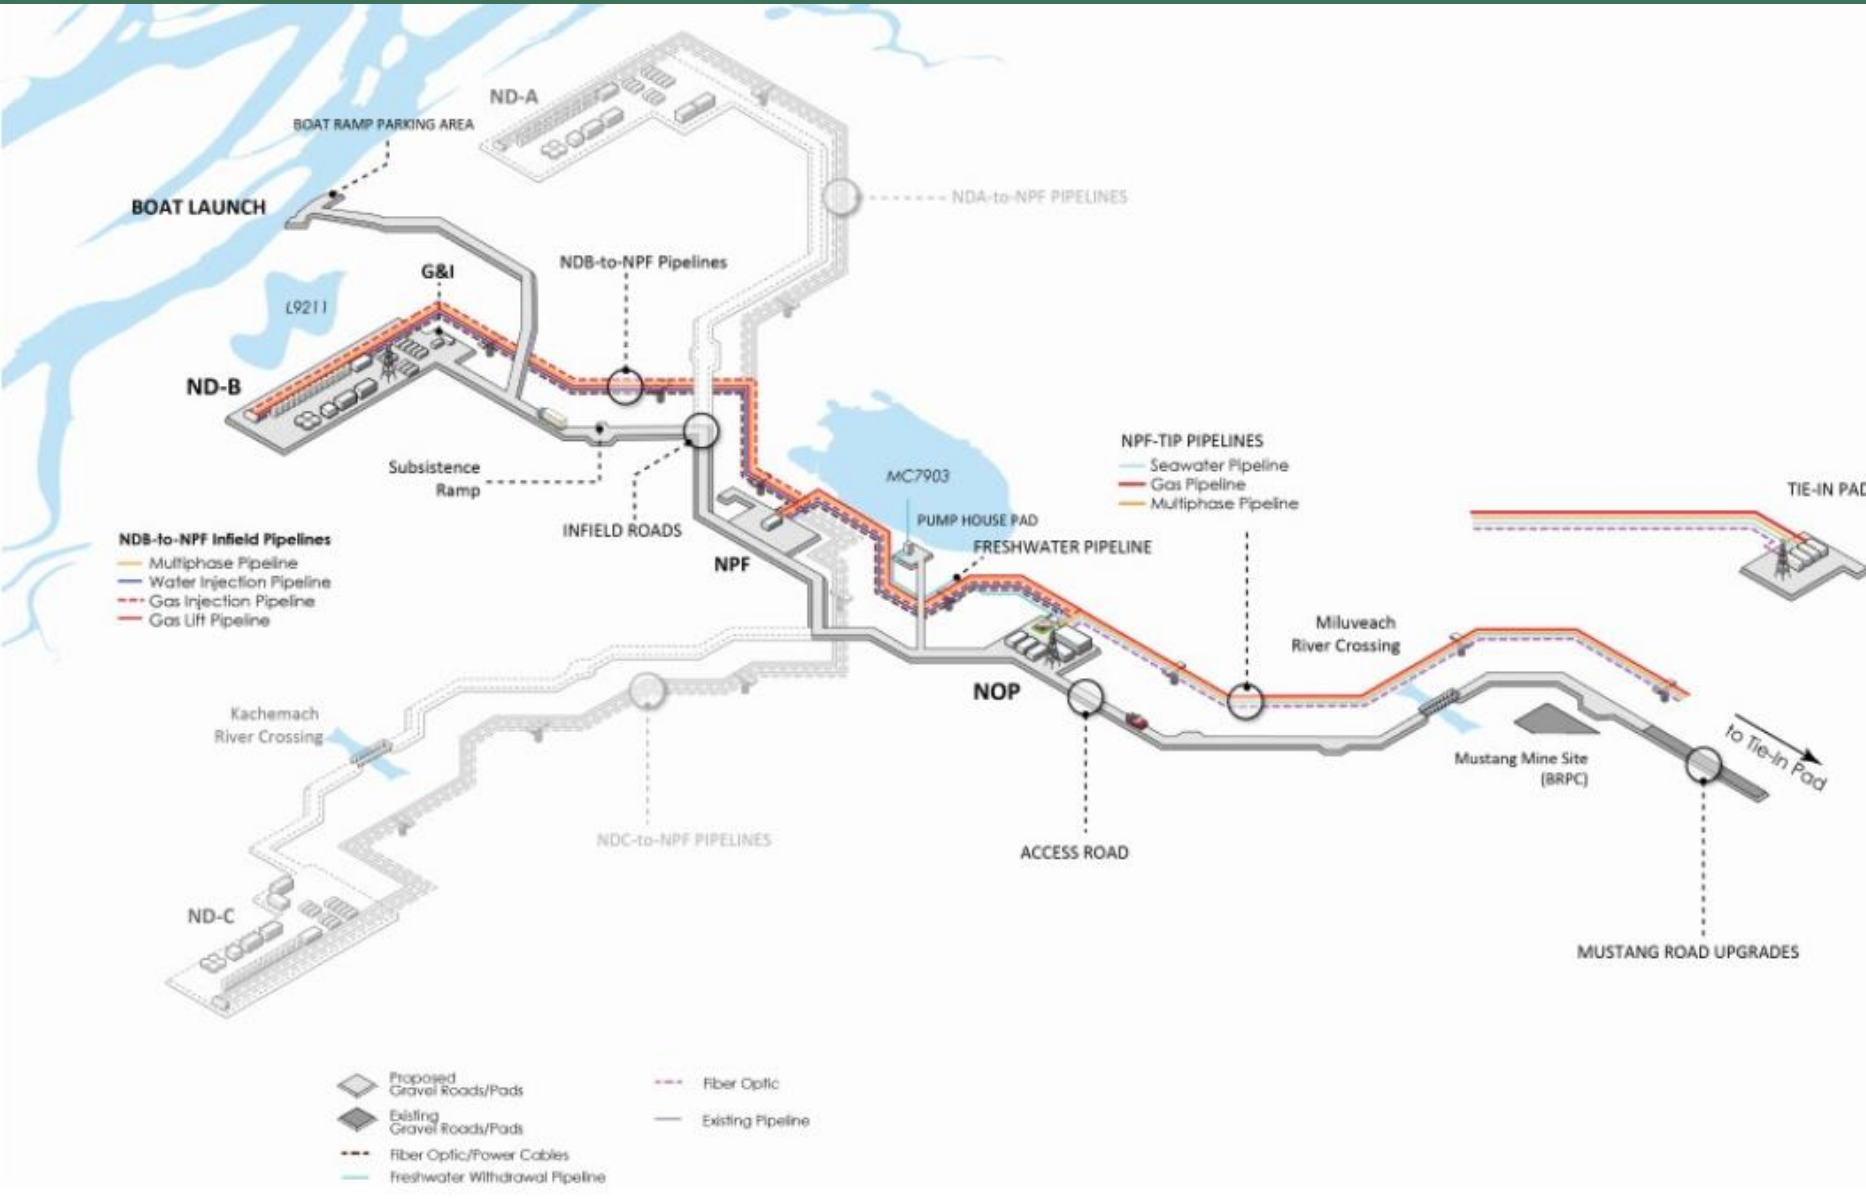 ND-A
BOAT RAMP PARKING AREA
BOAT LAUNCH
NDA-to-NPF PIPELINES
G&I
NDB-to-NPF Pipelines
L9211
ND-B
MC7903
NPF-TIP PIPELINES
Seawater Pipeline
Gas Pipeline
Multiphase Pipeline
TIE-IN PAD
Subsistence
Ramp
INFIELD ROADS
PUMP HOUSE PAD
FRESHWATER PIPELINE
NDB-to-NPF Infield Pipelines
Multiphase Pipeline
Water Injection Pipeline
Gas Injection Pipeline
Gas Lift Pipeline
NPF
Miluveach
River Crossing
NOP
Kachemach
River Crossing
to Tie-In Pad
Mustang Mine Site
(BRPC)
NDC-to-NPF PIPELINES
ACCESS ROAD
ND-C
MUSTANG ROAD UPGRADES
Proposed
Gravel Roads/Pads
Existing
Gravel Roads/Pads
Fiber Optic/Power Cables
Freshwater Withdrawal Pipeline
Fiber Optic
Existing Pipeline